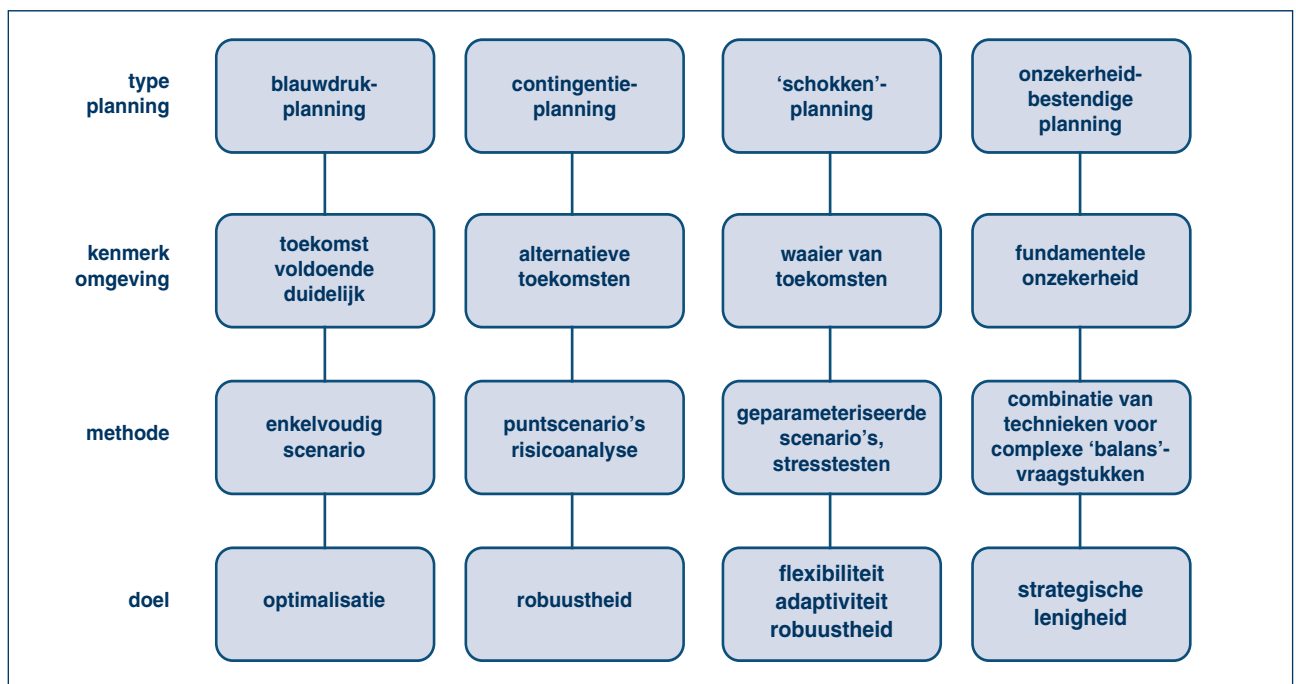 type
planning
blauwdruk-
planning
contingentie-
planning
‘schokken’-
planning
onzekerheid-
bestendige
planning
kenmerk
omgeving
toekomst
voldoende
duidelijk
alternatieve
toekomsten
waaier van
toekomsten
fundamentele
onzekerheid
methode
enkelvoudig
scenario
puntscenario’s
risicoanalyse
geparameteriseerde
scenario’s,
stresstesten
combinatie van
technieken voor
complexe ‘balans’-
vraagstukken
doel
optimalisatie
robuustheid
flexibiliteit
adaptiviteit
robuustheid
strategische
lenigheid